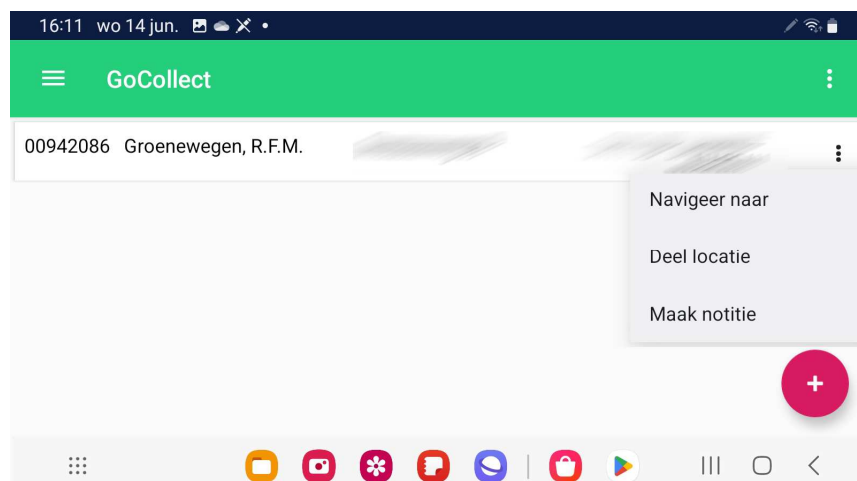 16:11 wo 14 jun.
GoCollect
00942086 Groenewegen, R.F.M.
Navigeer naar
Deel locatie
Maak notitie